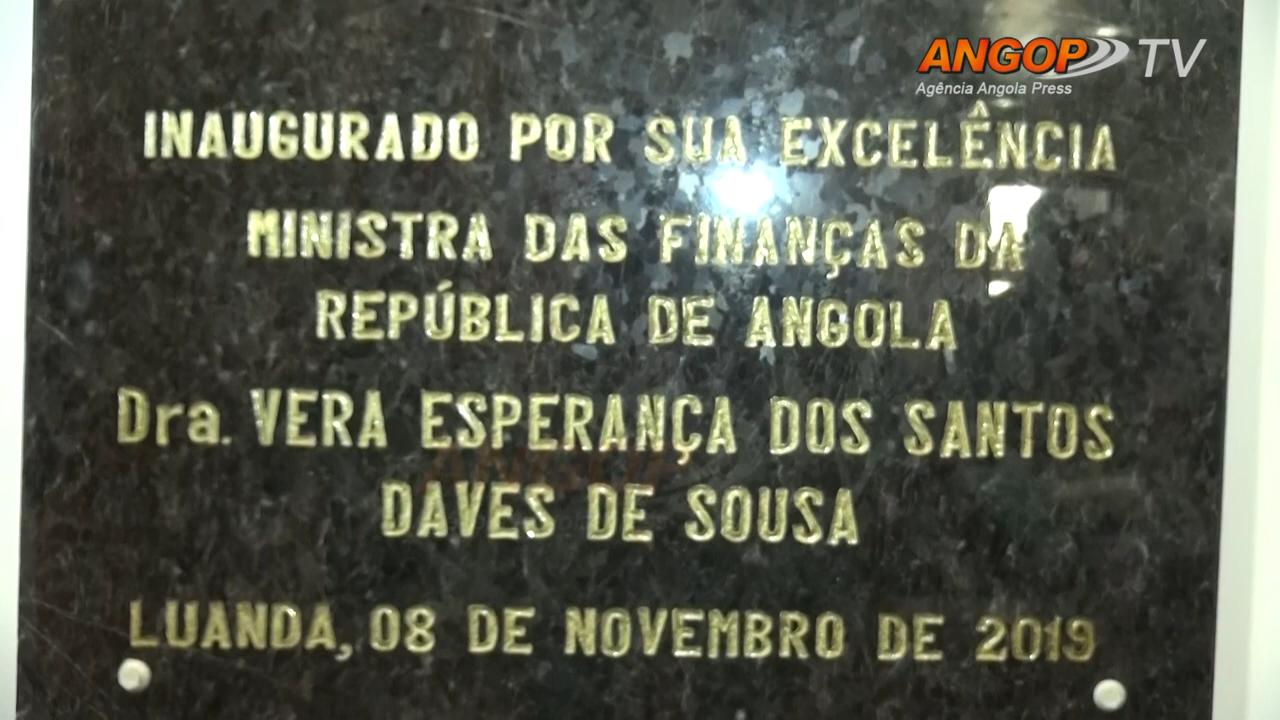 ANGOP TV
Agência Angola Press
INAUGURADO POR SUA EXCELÊNCIA
MINISTRA DAS FINANÇAS DA
REPÚBLICA DE ANGOLA
Dra. VERA ESPERANÇA DOS SANTOS
DAVES DE SOUSA
LUANDA, 08 DE NOVEMBRO DE 2019